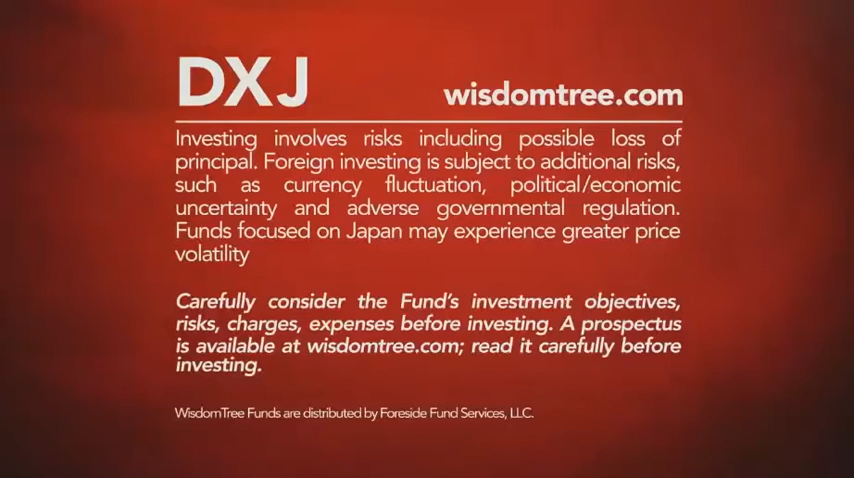 DXJ
wisdomtree.com
Investing involves risks including possible loss of
principal. Foreign investing is subject to additional risks,
such as currency fluctuation, political/economic
uncertainty and adverse governmental regulation.
Funds focused on Japan may experience greater price
volatility
Carefully consider the Fund's investment objectives,
risks, charges, expenses before investing. A prospectus
is available at wisdomtree.com; read it carefully before
investing.
WisdomTree Funds are distributed by Foreside Fund Services, LLC.